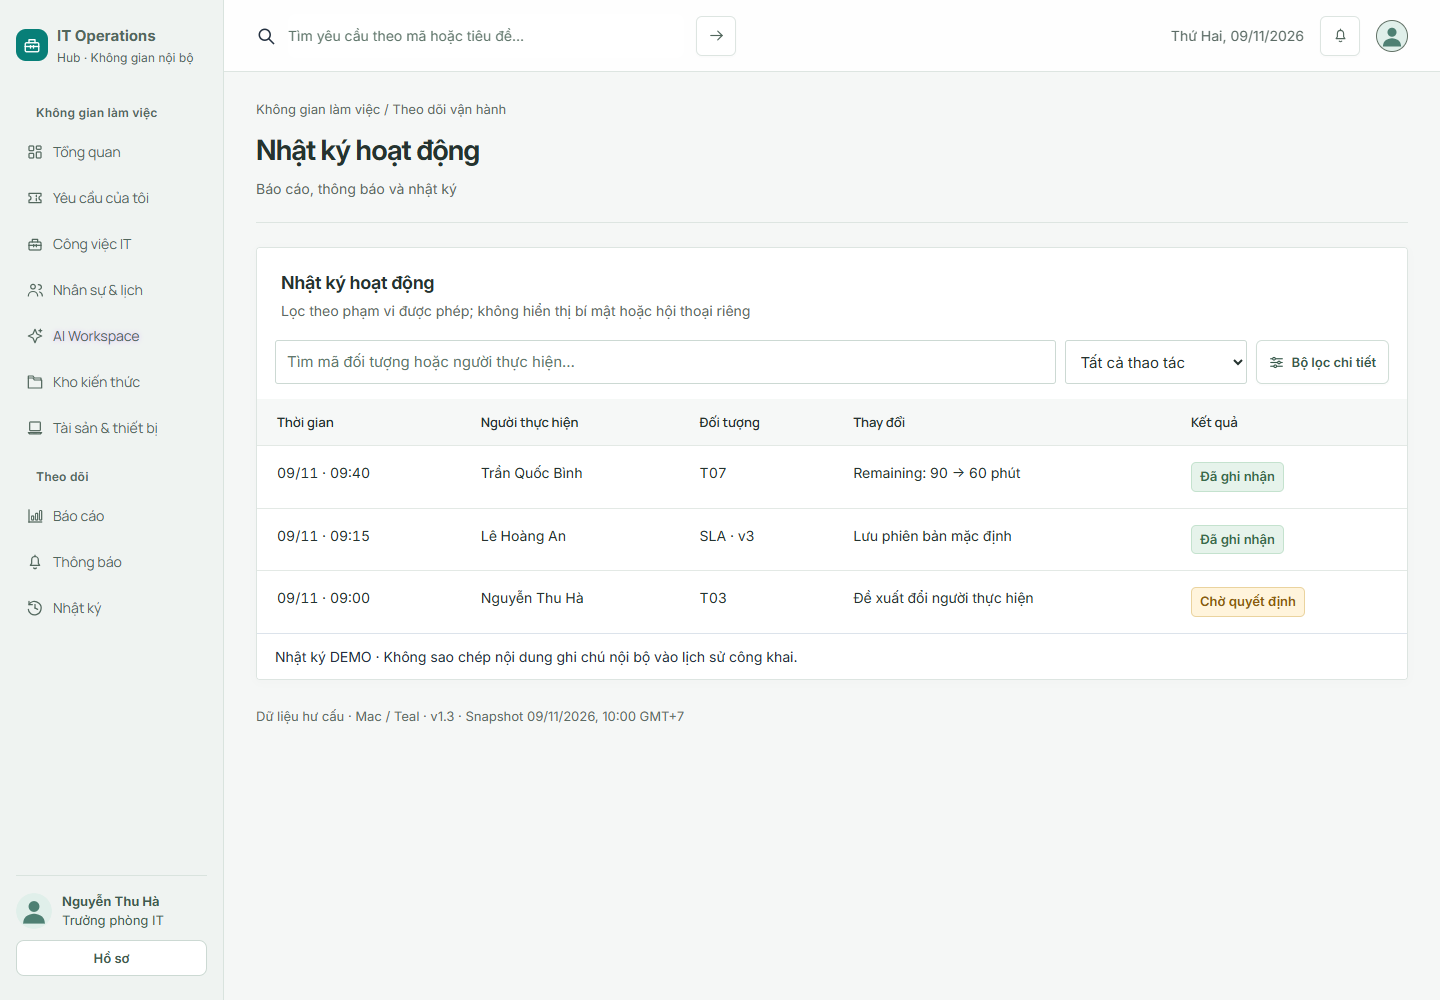 IT Operations
Hub · Không gian nội bộ
Không gian làm việc
Tổng quan
Yêu cầu của tôi
Công việc IT
Nhân sự & lịch
AI Workspace
Kho kiến thức
Tài sản & thiết bị
Theo dõi
Báo cáo
Thông báo
Nhật ký
Nguyễn Thu Hà
Trưởng phòng IT
Hồ sơ
Tìm yêu cầu theo mã hoặc tiêu đề...
Thứ Hai, 09/11/2026
Không gian làm việc / Theo dõi vận hành
Nhật ký hoạt động
Báo cáo, thông báo và nhật ký
Nhật ký hoạt động
Lọc theo phạm vi được phép; không hiển thị bí mật hoặc hội thoại riêng
Tìm mã đối tượng hoặc người thực hiện... Tất cả thao tác Bộ lọc chi tiết
Thời gian Người thực hiện Đối tượng Thay đổi Kết quả
09/11 · 09:40 Trần Quốc Bình T07 Remaining: 90 → 60 phút Đã ghi nhận
09/11 · 09:15 Lê Hoàng An SLA · v3 Lưu phiên bản mặc định Đã ghi nhận
09/11 · 09:00 Nguyễn Thu Hà T03 Đề xuất đổi người thực hiện Chờ quyết định
Nhật ký DEMO · Không sao chép nội dung ghi chú nội bộ vào lịch sử công khai.
Dữ liệu hư cấu · Mac / Teal · v1.3 · Snapshot 09/11/2026, 10:00 GMT+7